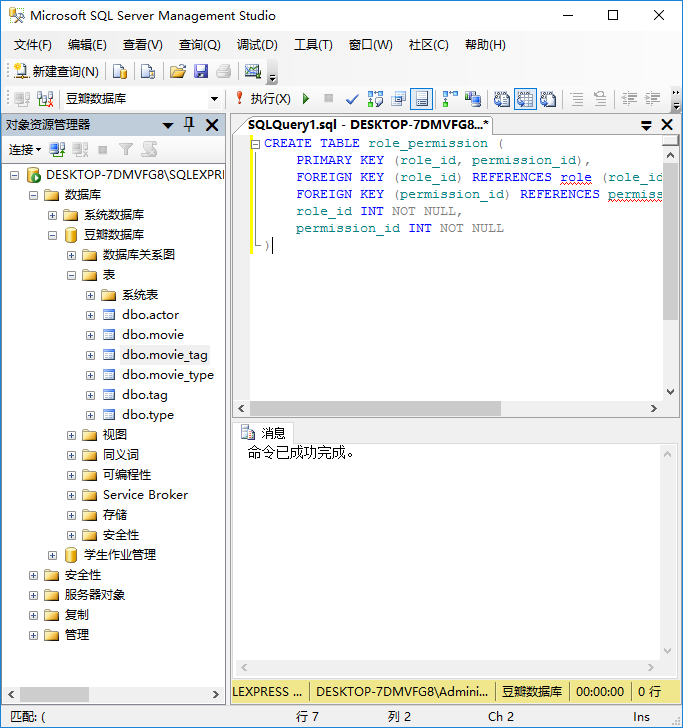 Microsoft SQL Server Management Studio
文件(F) 编辑(E) 查看(V) 查询(Q) 调试(D) 工具(T) 窗口(W) 社区(C) 帮助(H)
新建查询(N)
豆瓣数据库 执行(X)
对象资源管理器
连接
DESKTOP-7DMVFG8\SQLEXPR
数据库
系统数据库
豆瓣数据库
数据库关系图
表
系统表
dbo.actor
dbo.movie
dbo.movie_tag
dbo.movie_type
dbo.tag
dbo.type
视图
同义词
可编程性
Service Broker
存储
安全性
学生作业管理
安全性
服务器对象
复制
管理
SQLQuery1.sql - DESKTOP-7DMVFG8...*
CREATE TABLE role_permission (
PRIMARY KEY (role_id, permission_id),
FOREIGN KEY (role_id) REFERENCES role (role_id
FOREIGN KEY (permission_id) REFERENCES permiss
role_id INT NOT NULL,
permission_id INT NOT NULL
)
消息
命令已成功完成。
LEXPRESS ... DESKTOP-7DMVFG8\Admini... 豆瓣数据库 00:00:00 0 行
匹配: ( 行 7 列 2 Ch 2 Ins